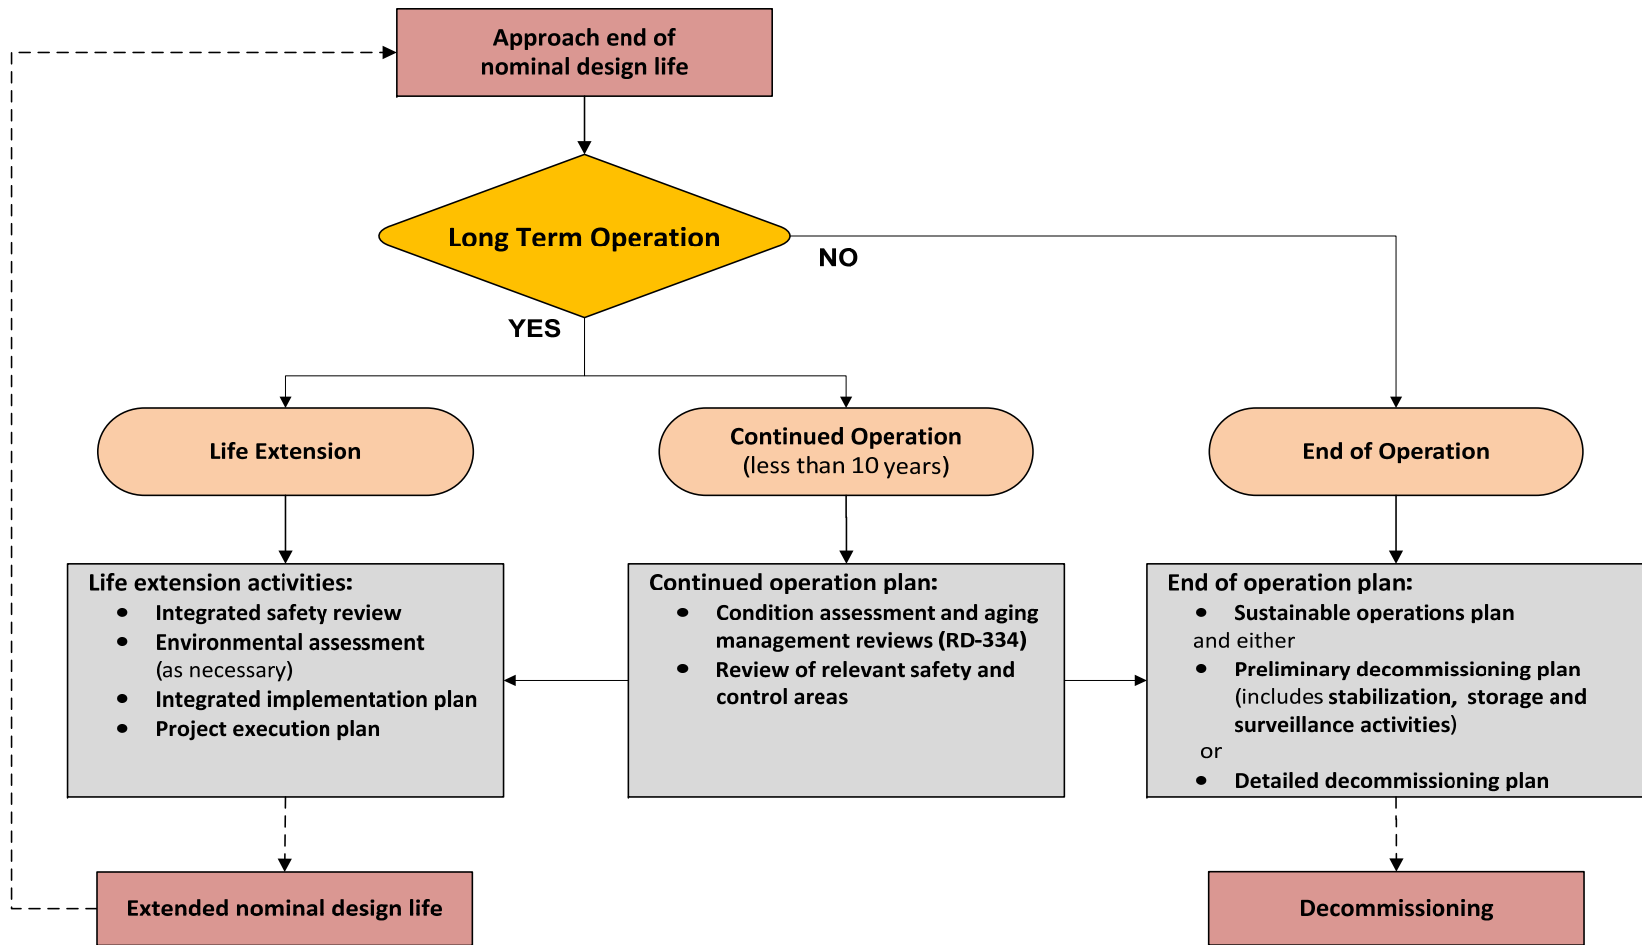 Approach end of
nominal design life
Long Term Operation
NO
YES
Life Extension
Continued Operation
(less than 10 years)
End of Operation
Life extension activities:
• Integrated safety review
• Environmental assessment
(as necessary)
• Integrated implementation plan
• Project execution plan
Continued operation plan:
• Condition assessment and aging
management reviews (RD-334)
• Review of relevant safety and
control areas
End of operation plan:
• Sustainable operations plan
and either
• Preliminary decommissioning plan
(includes stabilization, storage and
surveillance activities)
or
• Detailed decommissioning plan
Extended nominal design life
Decommissioning